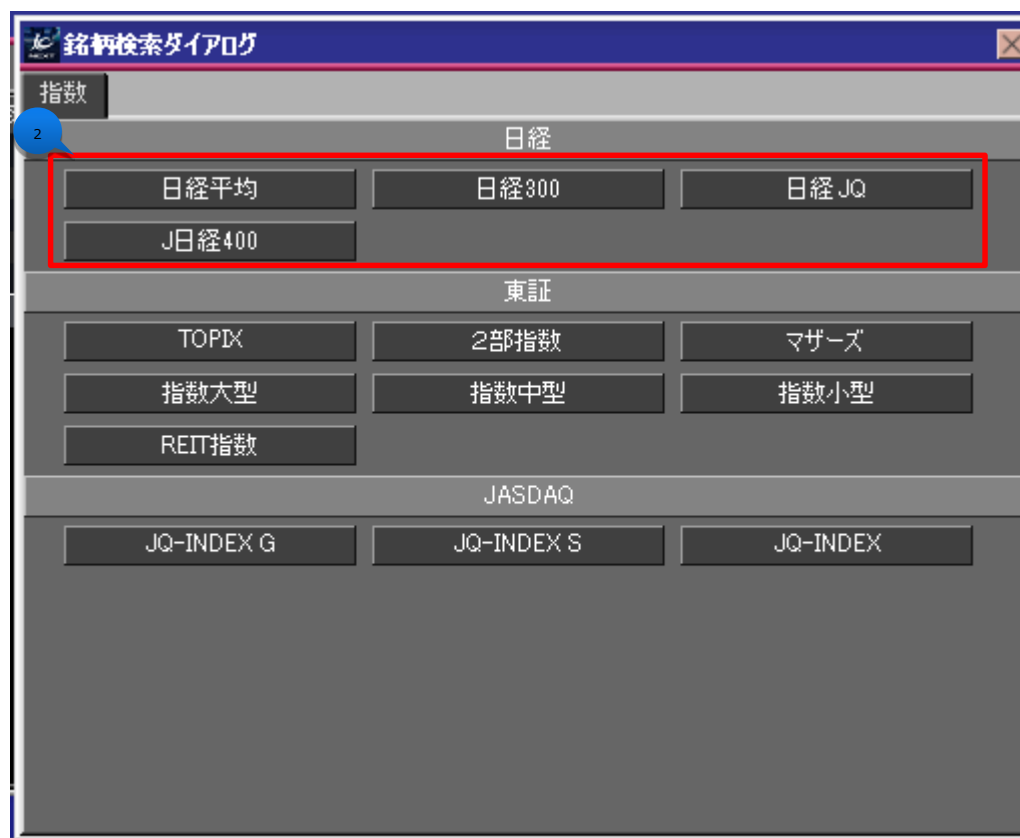 銘柄検索ダイアログ
指数
2
日経
日経平均 日経300 日経JQ
J日経400
東証
TOPIX 2部指数 マザーズ
指数大型 指数中型 指数小型
REIT指数
JASDAQ
JQ-INDEX G JQ-INDEX S JQ-INDEX